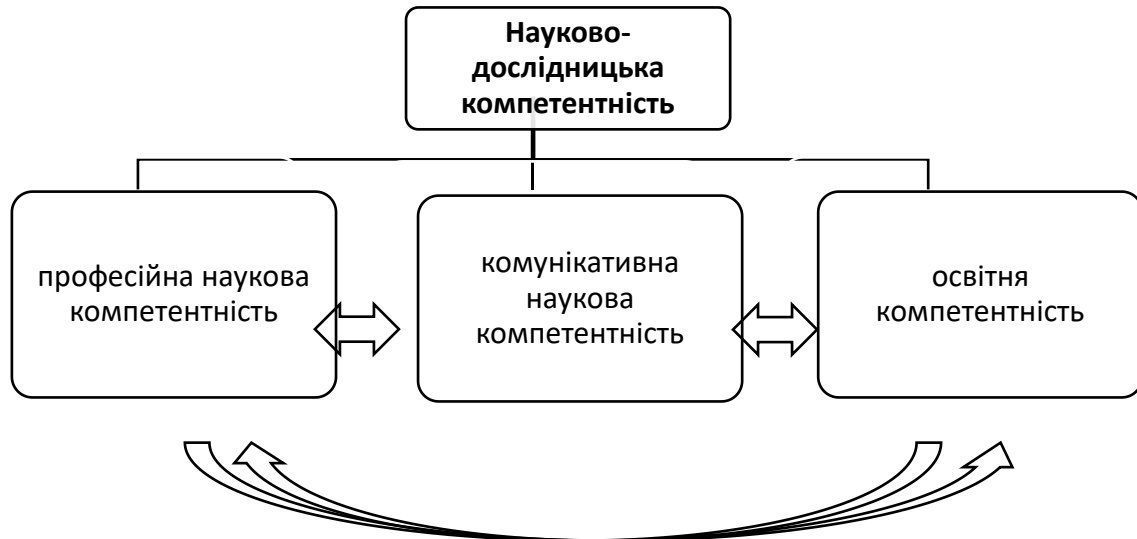 Науково-
дослідницька
компетентність
професійна наукова
компетентність
комунікативна
наукова
компетентність
освітня
компетентність